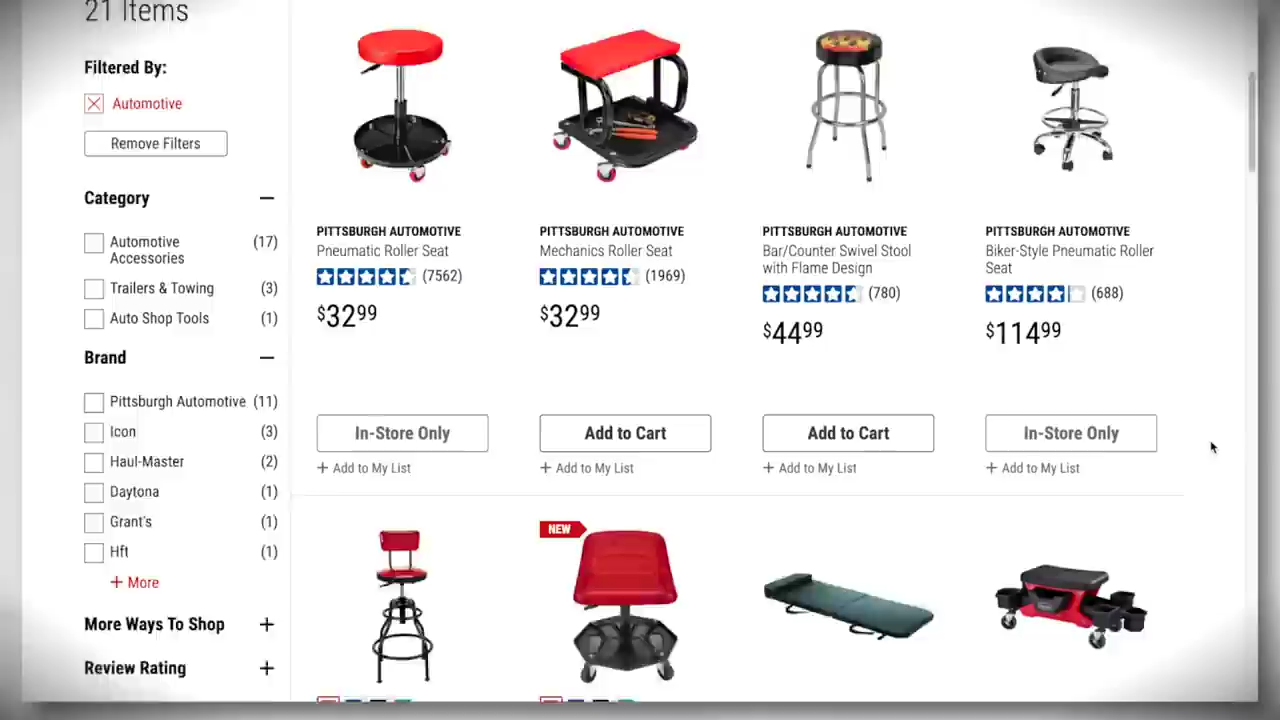 21 Items
Filtered By:
Automotive
Remove Filters
Category
Automotive Accessories (17)
Trailers & Towing (3)
Auto Shop Tools (1)
Brand
Pittsburgh Automotive (11)
Icon (3)
Haul-Master (2)
Daytona (1)
Grant's (1)
Hft (1)
+ More
More Ways To Shop +
Review Rating +
PITTSBURGH AUTOMOTIVE
Pneumatic Roller Seat
(7562)
$32.99
In-Store Only
+ Add to My List
PITTSBURGH AUTOMOTIVE
Mechanics Roller Seat
(1969)
$32.99
Add to Cart
+ Add to My List
PITTSBURGH AUTOMOTIVE
Bar/Counter Swivel Stool
with Flame Design
(780)
$44.99
Add to Cart
+ Add to My List
PITTSBURGH AUTOMOTIVE
Biker-Style Pneumatic Roller
Seat
(688)
$114.99
In-Store Only
+ Add to My List
NEW